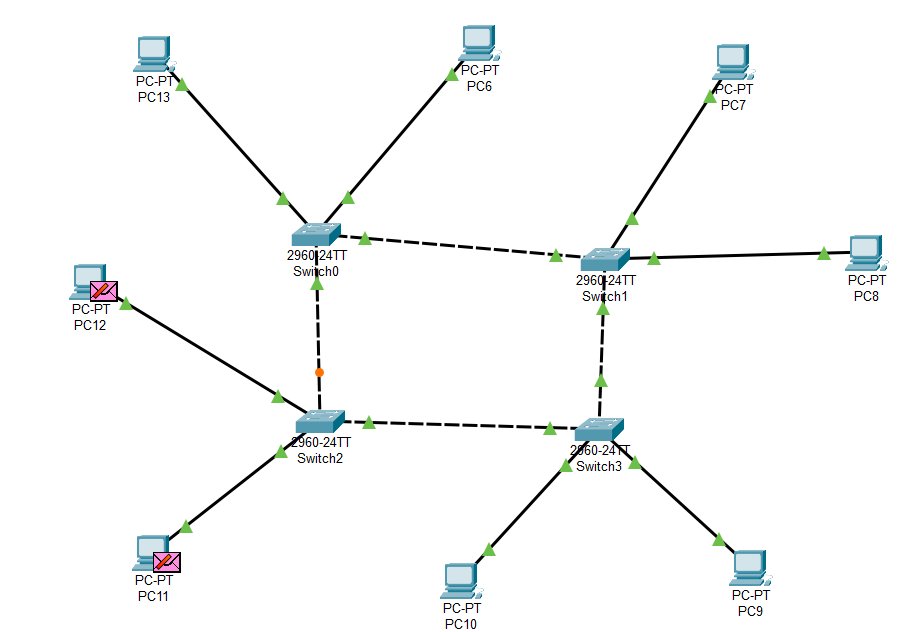 PC-PT
PC13
PC-PT
PC6
PC-PT
PC7
2960-24TT
Switch0
2960-24TT
Switch1
PC-PT
PC8
PC-PT
PC12
2960-24TT
Switch2
2960-24TT
Switch3
PC-PT
PC11
PC-PT
PC10
PC-PT
PC9